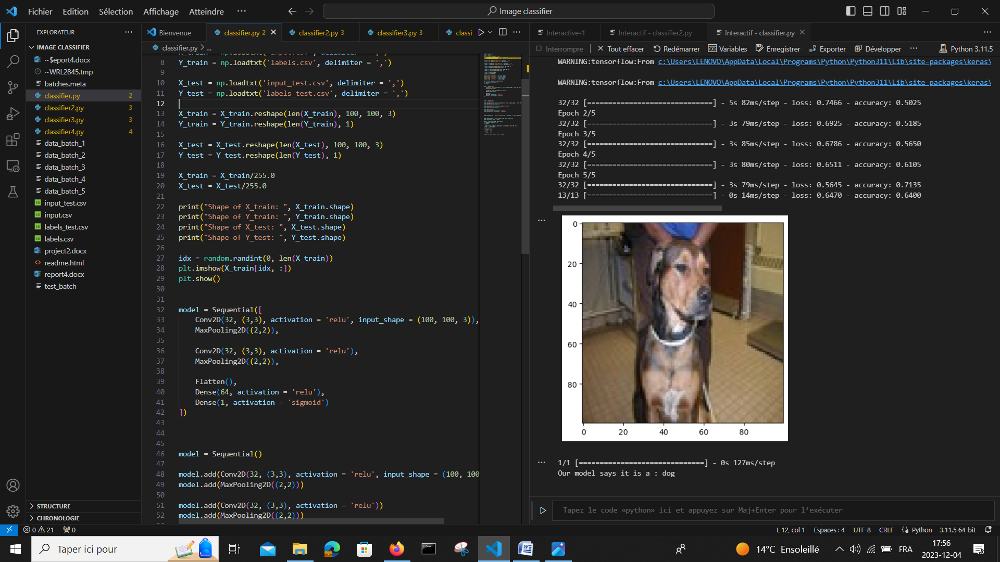 Fichier Edition Sélection Affichage Atteindre ···
Image classifier
EXPLORATEUR ···
IMAGE CLASSIFIER
~$eport4.docx
~WRL2845.tmp
batches.meta
classifier.py 2
classifier2.py 3
classifier3.py 3
classifier4.py 4
data_batch_1
data_batch_2
data_batch_3
data_batch_4
data_batch_5
input_test.csv
input.csv
labels_test.csv
labels.csv
project2.docx
readme.html
report4.docx
test_batch
STRUCTURE
CHRONOLOGIE
Bienvenue classifier.py 2 classifier2.py 3 classifier3.py 3 classi
classifier.py > ...
8 Y_train = np.loadtxt('labels.csv', delimiter = ',')
9
10 X_test = np.loadtxt('input_test.csv', delimiter = ',')
11 Y_test = np.loadtxt('labels_test.csv', delimiter = ',')
12
13 X_train = X_train.reshape(len(X_train), 100, 100, 3)
14 Y_train = Y_train.reshape(len(Y_train), 1)
15
16 X_test = X_test.reshape(len(X_test), 100, 100, 3)
17 Y_test = Y_test.reshape(len(Y_test), 1)
18
19 X_train = X_train/255.0
20 X_test = X_test/255.0
21
22 print("Shape of X_train: ", X_train.shape)
23 print("Shape of Y_train: ", Y_train.shape)
24 print("Shape of X_test: ", X_test.shape)
25 print("Shape of Y_test: ", Y_test.shape)
26
27 idx = random.randint(0, len(X_train))
28 plt.imshow(X_train[idx, :])
29 plt.show()
30
31
32 model = Sequential([
33 Conv2D(32, (3,3), activation = 'relu', input_shape = (100, 100, 3)),
34 MaxPooling2D((2,2)),
35
36 Conv2D(32, (3,3), activation = 'relu'),
37 MaxPooling2D((2,2)),
38
39 Flatten(),
40 Dense(64, activation = 'relu'),
41 Dense(1, activation = 'sigmoid')
42 ])
43
44
45
46 model = Sequential()
47
48 model.add(Conv2D(32, (3,3), activation = 'relu', input_shape = (100, 100
49 model.add(MaxPooling2D((2,2)))
50
51 model.add(Conv2D(32, (3,3), activation = 'relu'))
52 model.add(MaxPooling2D((2,2)))
Interactive-1 Interactif - classifier2.py Interactif - classifier.py
Interrompre Tout effacer Redémarrer Variables Enregistrer Exporter Développer ··· Python 3.11.5
WARNING:tensorflow:From c:\Users\LENOVO\AppData\Local\Programs\Python\Python311\Lib\site-packages\keras\
WARNING:tensorflow:From c:\Users\LENOVO\AppData\Local\Programs\Python\Python311\Lib\site-packages\keras\
32/32 [==============================] - 5s 82ms/step - loss: 0.7466 - accuracy: 0.5025
Epoch 2/5
32/32 [==============================] - 3s 79ms/step - loss: 0.6925 - accuracy: 0.5185
Epoch 3/5
32/32 [==============================] - 3s 85ms/step - loss: 0.6786 - accuracy: 0.5650
Epoch 4/5
32/32 [==============================] - 3s 80ms/step - loss: 0.6511 - accuracy: 0.6105
Epoch 5/5
32/32 [==============================] - 3s 79ms/step - loss: 0.5645 - accuracy: 0.7135
13/13 [==============================] - 0s 14ms/step - loss: 0.6470 - accuracy: 0.6400
0
20
40
60
80
0 20 40 60 80
1/1 [==============================] - 0s 127ms/step
Our model says it is a : dog
Tapez le code «python» ici et appuyez sur Maj+Enter pour l’exécuter
0 21 0
L 12, col 1 Espaces : 4 UTF-8 CRLF Python 3.11.5 64-bit
Taper ici pour
14°C Ensoleillé
FRA
17:56
2023-12-04